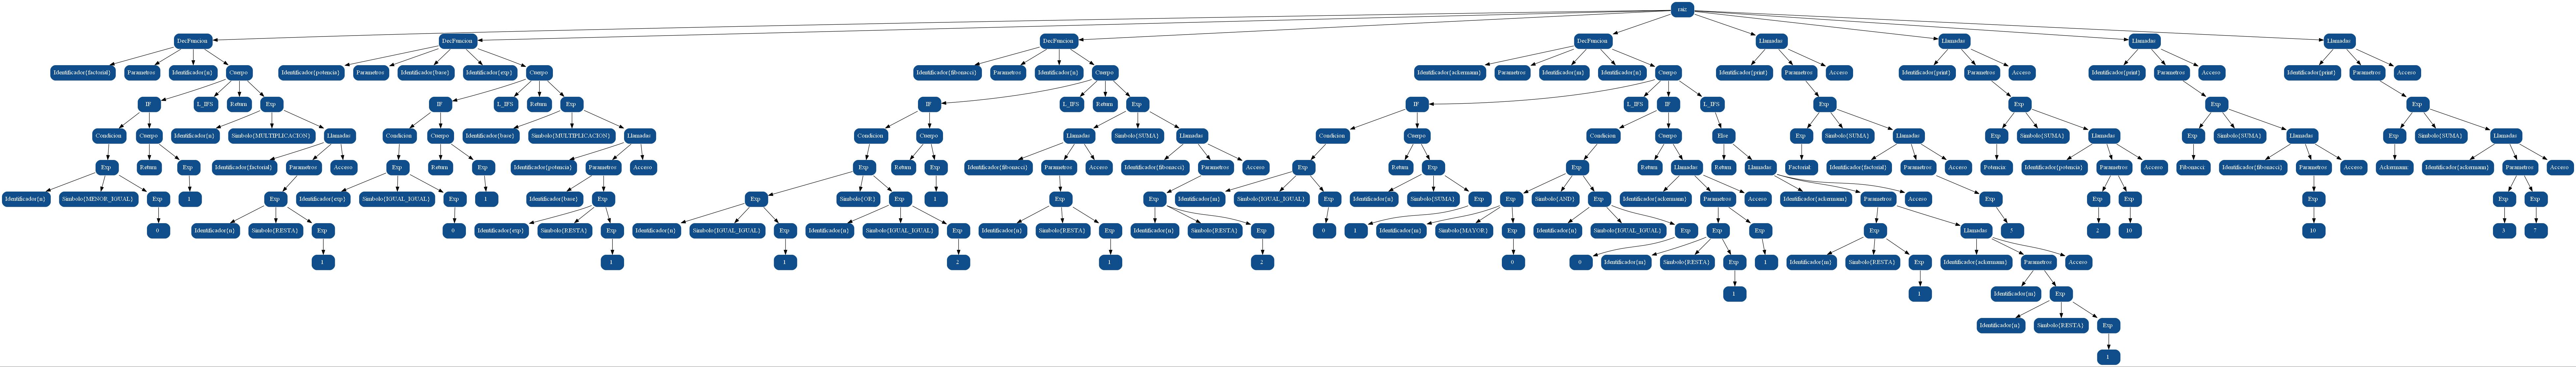 raiz
DecFuncion DecFuncion DecFuncion DecFuncion Llamadas Llamadas Llamadas Llamadas
Identificador{factorial} Parametros Identificador{n} Cuerpo Identificador{potencia} Parametros Identificador{base} Identificador{exp} Cuerpo Identificador{fibonacci} Parametros Identificador{n} Cuerpo Identificador{ackermann} Parametros Identificador{m} Identificador{n} Cuerpo Identificador{print} Parametros Acceso Identificador{print} Parametros Acceso Identificador{print} Parametros Acceso Identificador{print} Parametros Acceso
IF L_IFS Return Exp IF L_IFS Return Exp IF L_IFS Return Exp IF L_IFS IF L_IFS Exp Exp Exp Exp
Condicion Cuerpo Identificador{n} Simbolo{MULTIPLICACION} Llamadas Condicion Cuerpo Identificador{base} Simbolo{MULTIPLICACION} Llamadas Condicion Cuerpo Llamadas Simbolo{SUMA} Llamadas Condicion Cuerpo Condicion Cuerpo Else Exp Simbolo{SUMA} Llamadas Exp Simbolo{SUMA} Llamadas Exp Simbolo{SUMA} Llamadas Exp Simbolo{SUMA} Llamadas
Exp Return Exp Identificador{factorial} Parametros Acceso Exp Return Exp Identificador{potencia} Parametros Acceso Exp Return Exp Identificador{fibonacci} Parametros Acceso Identificador{fibonacci} Parametros Acceso Exp Return Exp Exp Return Llamadas Return Llamadas Factorial Identificador{factorial} Parametros Acceso Potencia Identificador{potencia} Parametros Acceso Fibonacci Identificador{fibonacci} Parametros Acceso Ackermann Identificador{ackermann} Parametros Acceso
Identificador{n} Simbolo{MENOR_IGUAL} Exp 1 Exp Identificador{exp} Simbolo{IGUAL_IGUAL} Exp 1 Identificador{base} Exp Exp Simbolo{OR} Exp 1 Exp Exp Identificador{m} Simbolo{IGUAL_IGUAL} Exp Identificador{n} Simbolo{SUMA} Exp Exp Simbolo{AND} Exp Identificador{ackermann} Parametros Acceso Identificador{ackermann} Parametros Acceso Exp Exp Exp Exp Exp Exp
0 Identificador{n} Simbolo{RESTA} Exp 0 Identificador{exp} Simbolo{RESTA} Exp Identificador{n} Simbolo{IGUAL_IGUAL} Exp Identificador{n} Simbolo{IGUAL_IGUAL} Exp Identificador{n} Simbolo{RESTA} Exp Identificador{n} Simbolo{RESTA} Exp 0 1 Identificador{m} Simbolo{MAYOR} Exp Identificador{n} Simbolo{IGUAL_IGUAL} Exp Exp Exp Exp Llamadas 5 2 10 10 3 7
1 1 1 2 1 2 0 0 Identificador{m} Simbolo{RESTA} Exp 1 Identificador{m} Simbolo{RESTA} Exp Identificador{ackermann} Parametros Acceso
1 1 Identificador{m} Exp
Identificador{n} Simbolo{RESTA} Exp
1